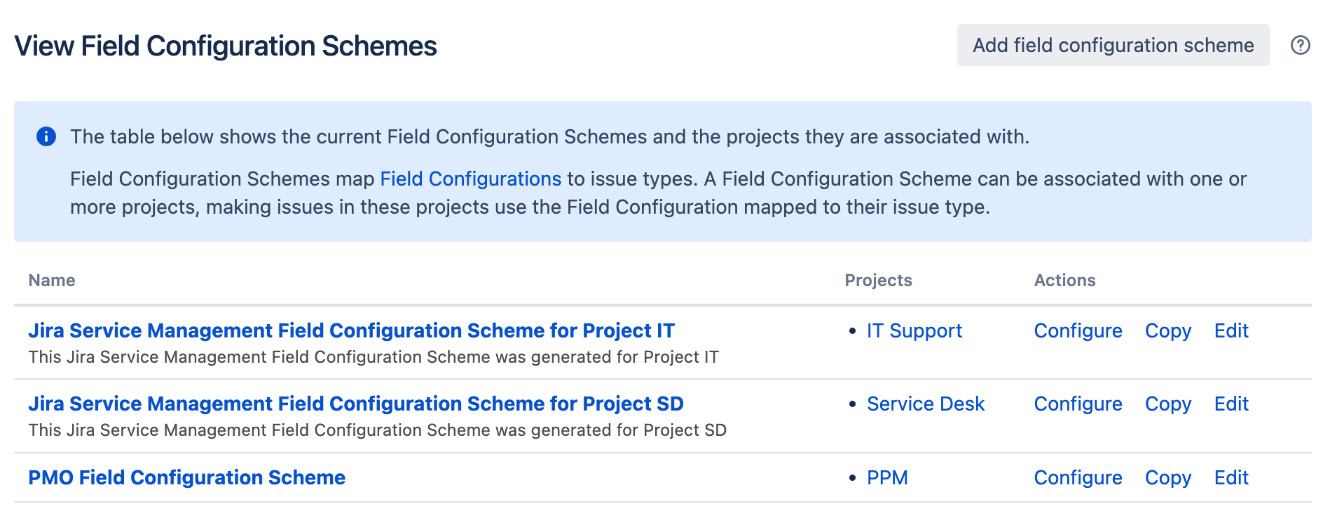 View Field Configuration Schemes
Add field configuration scheme
The table below shows the current Field Configuration Schemes and the projects they are associated with.
Field Configuration Schemes map Field Configurations to issue types. A Field Configuration Scheme can be associated with one or
more projects, making issues in these projects use the Field Configuration mapped to their issue type.
Name Projects Actions
Jira Service Management Field Configuration Scheme for Project IT • IT Support Configure Copy Edit
This Jira Service Management Field Configuration Scheme was generated for Project IT
Jira Service Management Field Configuration Scheme for Project SD • Service Desk Configure Copy Edit
This Jira Service Management Field Configuration Scheme was generated for Project SD
PMO Field Configuration Scheme • PPM Configure Copy Edit